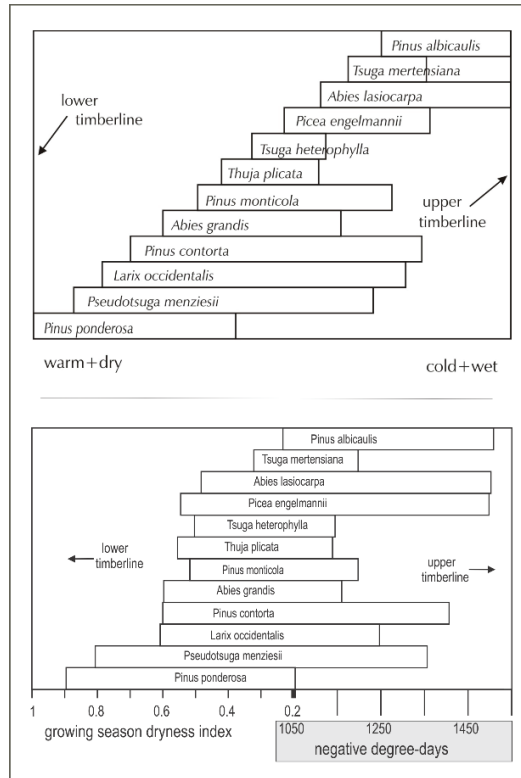 Pinus albicaulis
Tsuga mertensiana
Abies lasiocarpa
Picea engelmannii
Tsuga heterophylla
Thuja plicata
Pinus monticola
Abies grandis
Pinus contorta
Larix occidentalis
Pseudotsuga menziesii
Pinus ponderosa
lower
timberline
upper
timberline
warm+dry
cold+wet
Pinus albicaulis
Tsuga mertensiana
Abies lasiocarpa
Picea engelmannii
Tsuga heterophylla
Thuja plicata
Pinus monticola
Abies grandis
Pinus contorta
Larix occidentalis
Pseudotsuga menziesii
Pinus ponderosa
lower
timberline
upper
timberline
1 0.8 0.6 0.4 0.2
growing season dryness index
1050 1250 1450
negative degree-days